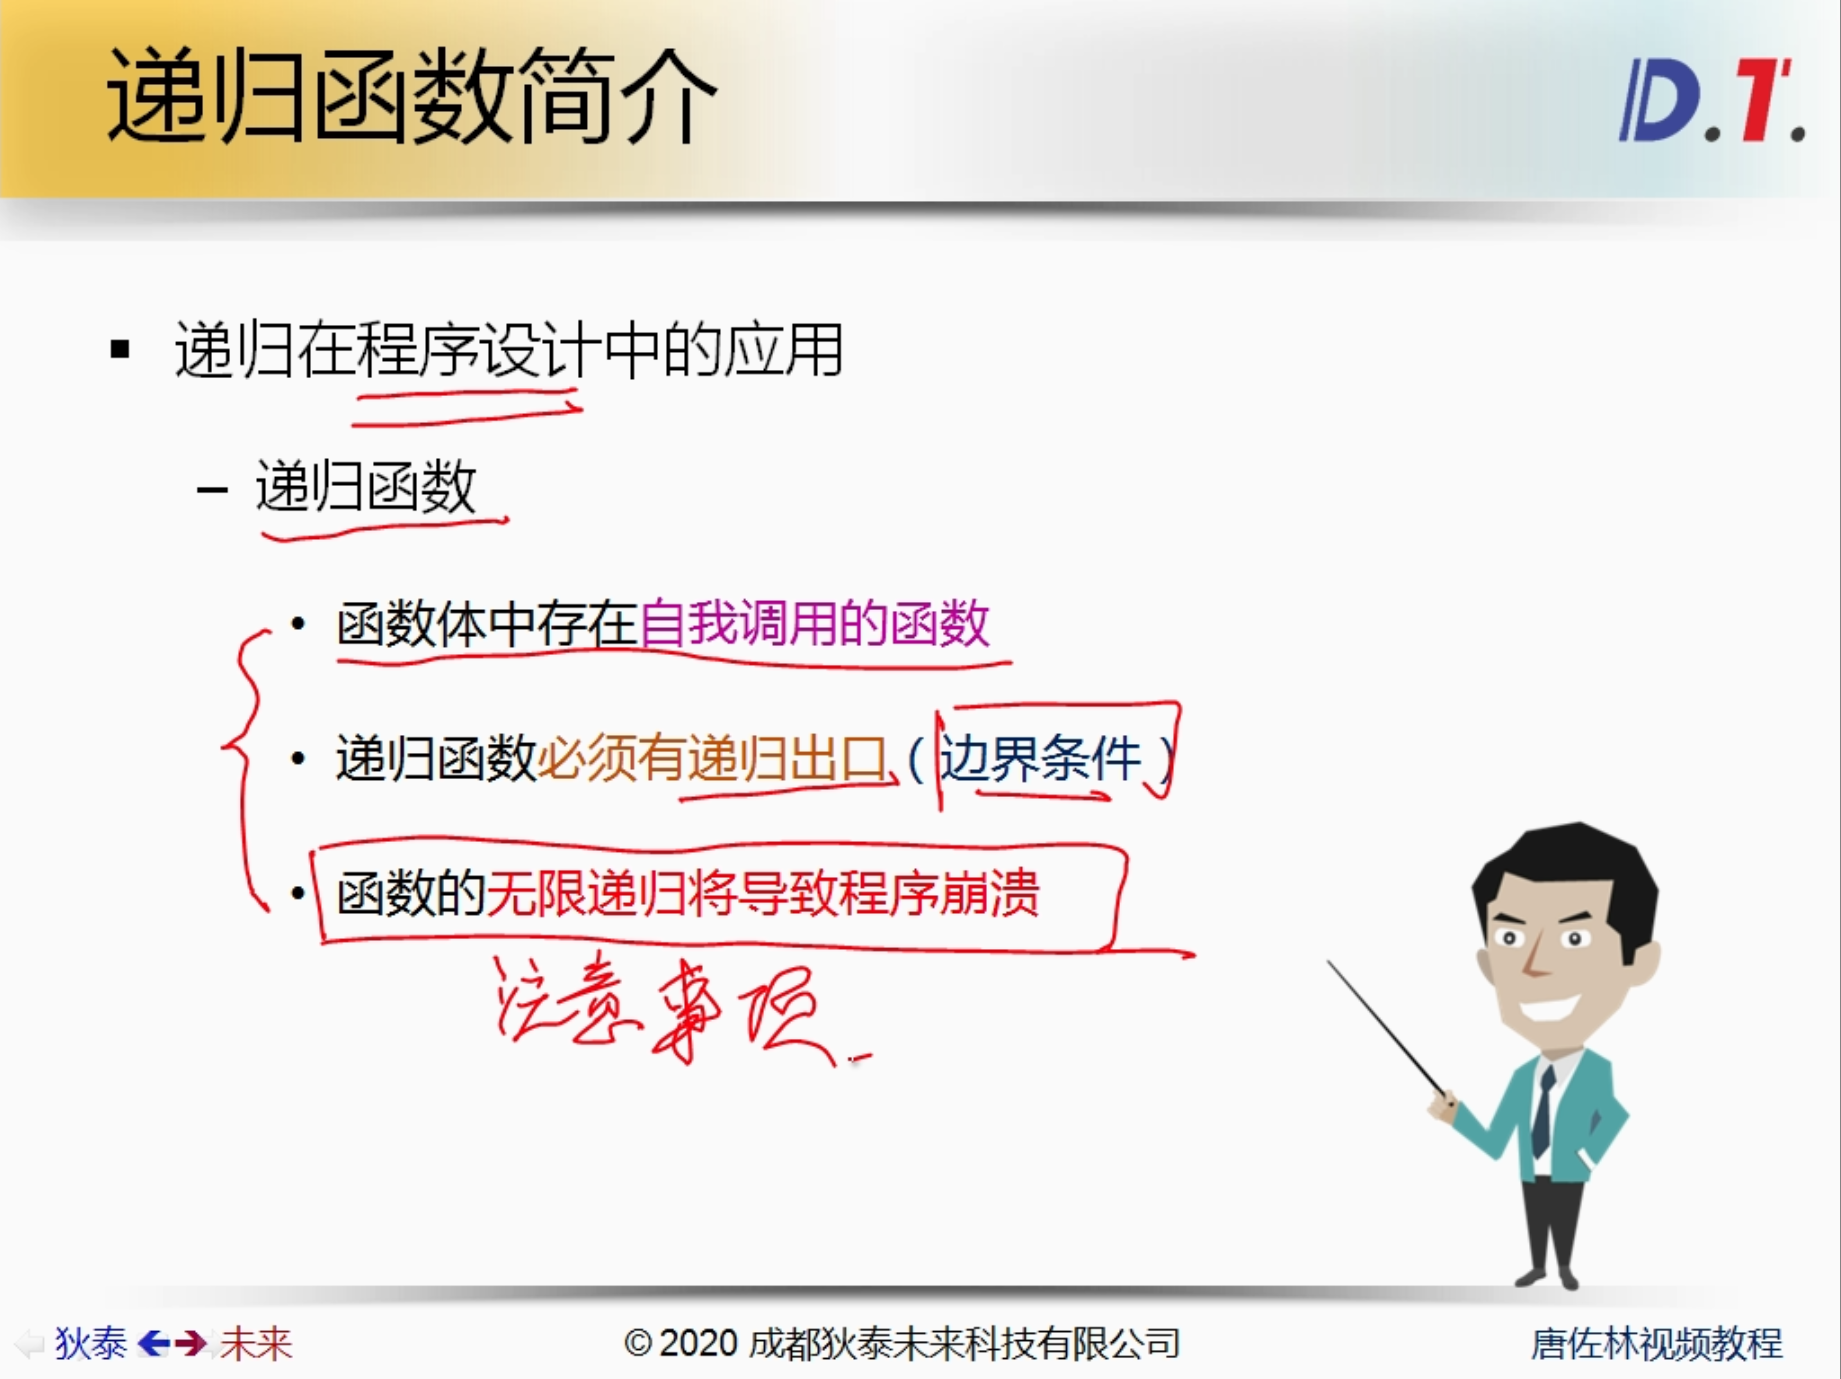 递归函数简介
D.T.
▪ 递归在程序设计中的应用
– 递归函数
• 函数体中存在自我调用的函数
• 递归函数必须有递归出口（边界条件）
• 函数的无限递归将导致程序崩溃
注意事项
狄泰 未来
© 2020 成都狄泰未来科技有限公司
唐佐林视频教程